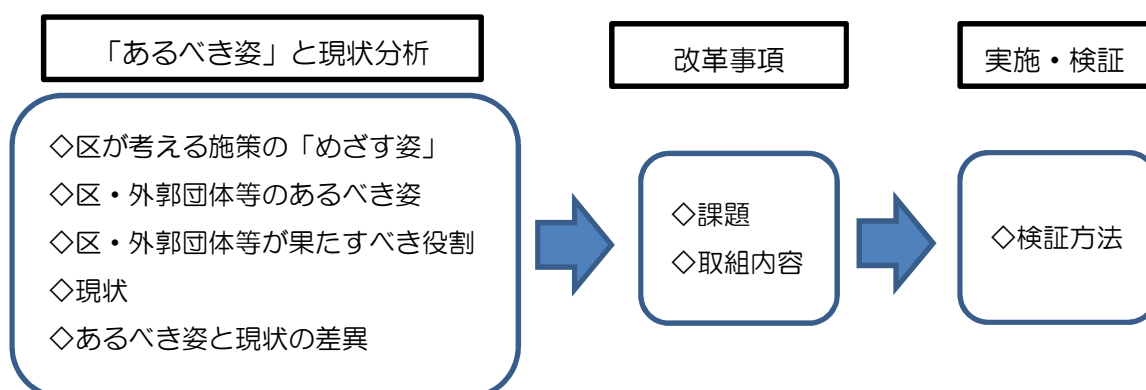 「あるべき姿」と現状分析
◇区が考える施策の「めざす姿」
◇区・外郭団体等のあるべき姿
◇区・外郭団体等が果たすべき役割
◇現状
◇あるべき姿と現状の差異
改革事項
◇課題
◇取組内容
実施・検証
◇検証方法